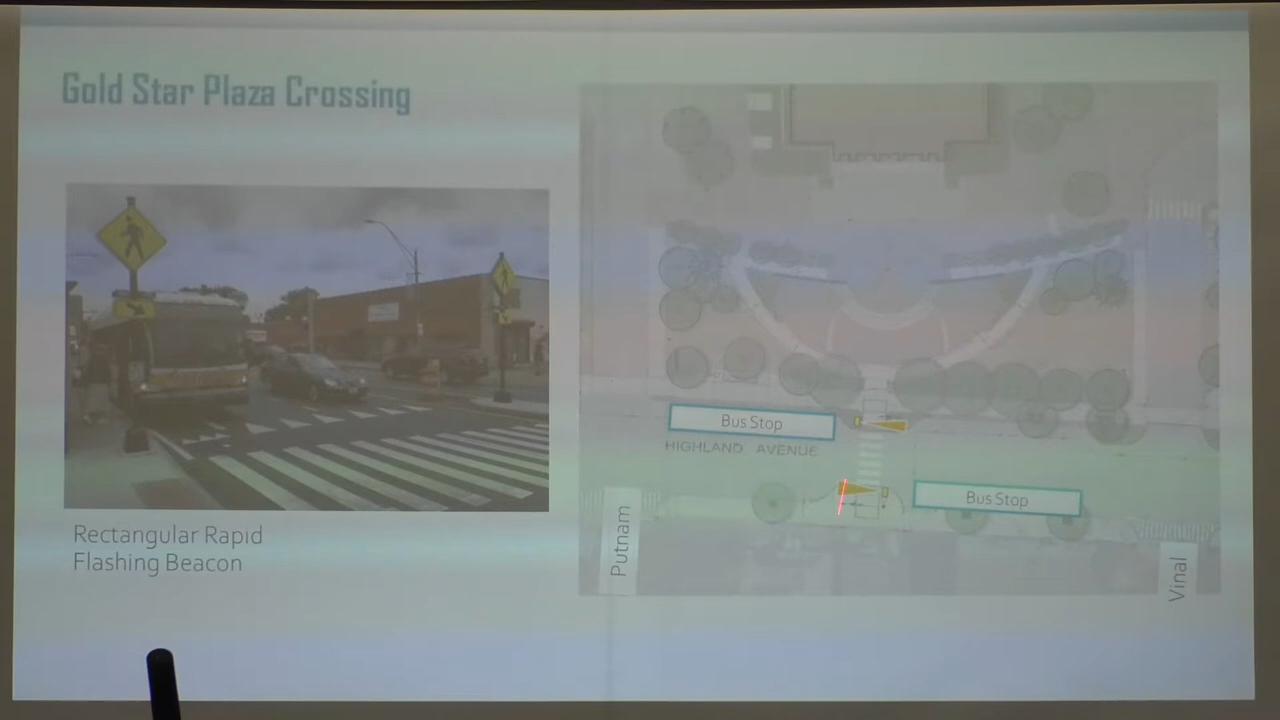 Gold Star Plaza Crossing
Rectangular Rapid
Flashing Beacon
Bus Stop
HIGHLAND AVENUE
Bus Stop
Putnam
Vinal